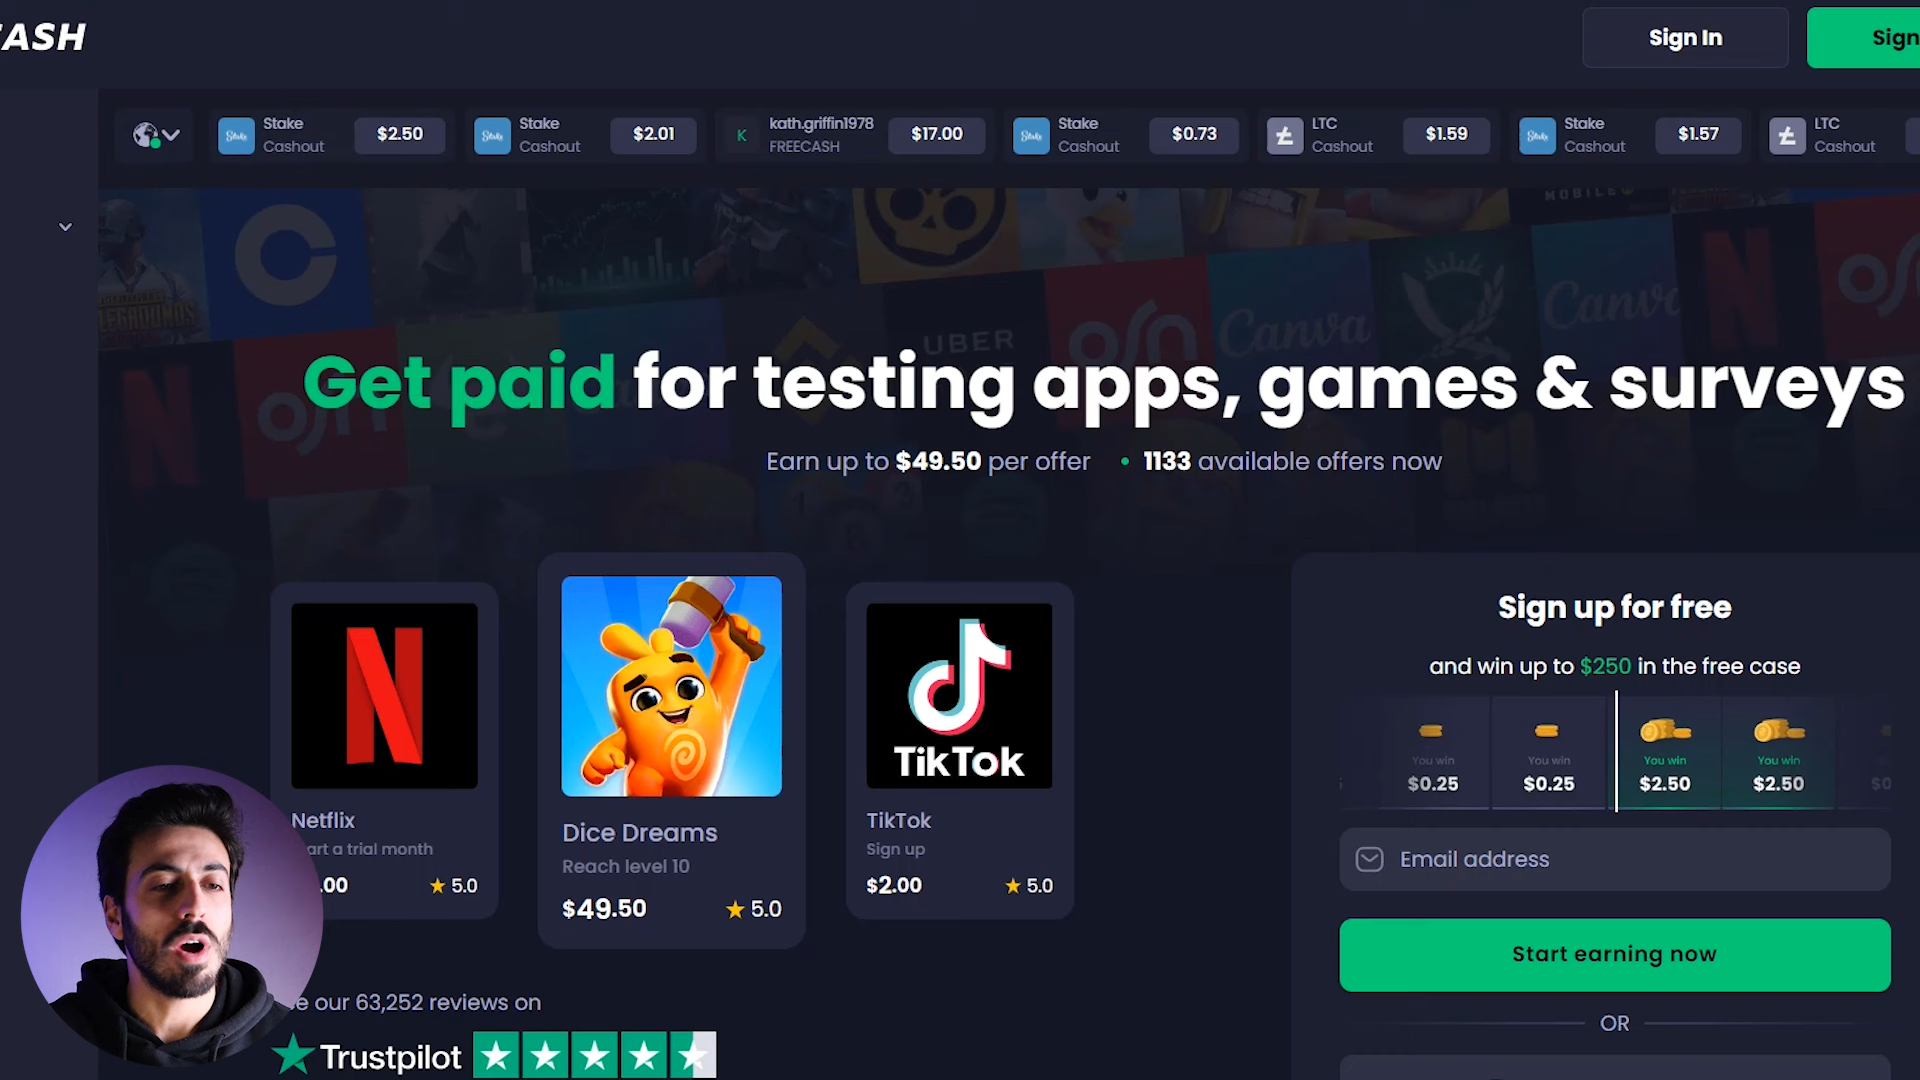 CASH
Sign In
Sign
Stake
Cashout
$2.50
Stake
Cashout
$2.01
K
kath.griffin1978
FREECASH
$17.00
Stake
Cashout
$0.73
LTC
Cashout
$1.59
Stake
Cashout
$1.57
LTC
Cashout
MOBILE
UBER
Canva
Canva
Get paid for testing apps, games & surveys
Earn up to $49.50 per offer • 1133 available offers now
N
TikTok
Netflix
art a trial month
.00
5.0
Dice Dreams
Reach level 10
$49.50
5.0
TikTok
Sign up
$2.00
5.0
e our 63,252 reviews on
Trustpilot
Sign up for free
and win up to $250 in the free case
You win
$0.25
You win
$0.25
You win
$2.50
You win
$2.50
$0
Email address
Start earning now
OR